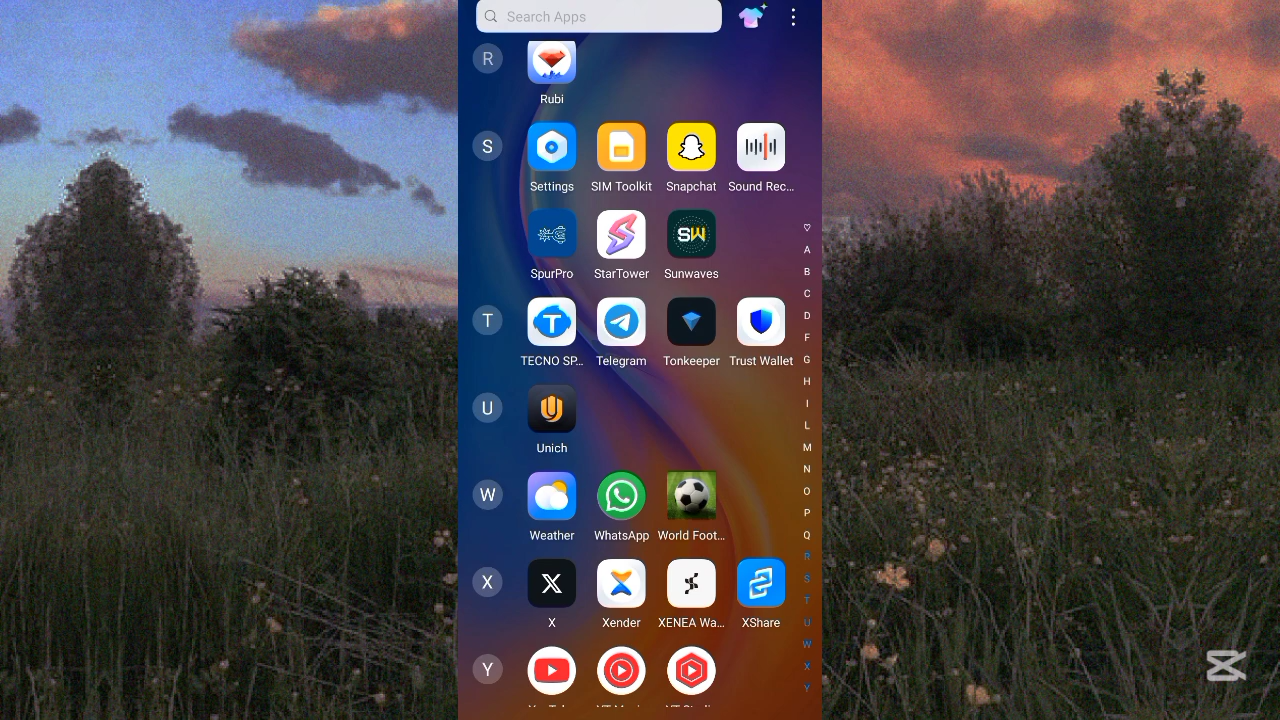 Search Apps
R
Rubi
S
Settings SIM Toolkit Snapchat Sound Rec...
SW
SpurPro StarTower Sunwaves
T
TECNO SP... Telegram Tonkeeper Trust Wallet
U
Unich
W
Weather WhatsApp World Foot...
X
X Xender XENEA Wa... XShare
Y
♡
A
B
C
D
F
G
H
I
L
M
N
O
P
Q
R
S
T
U
W
X
Y